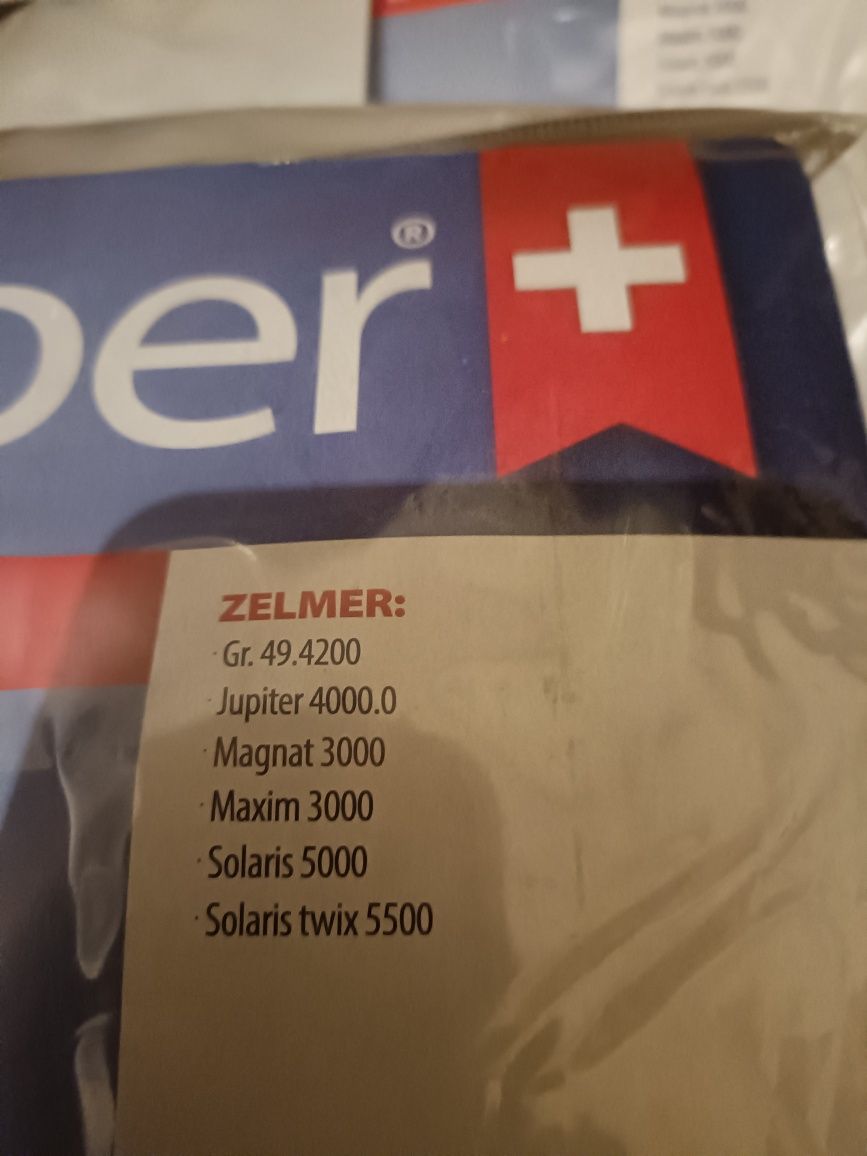 per®
ZELMER:
· Gr. 49.4200
· Jupiter 4000.0
· Magnat 3000
· Maxim 3000
· Solaris 5000
· Solaris twix 5500